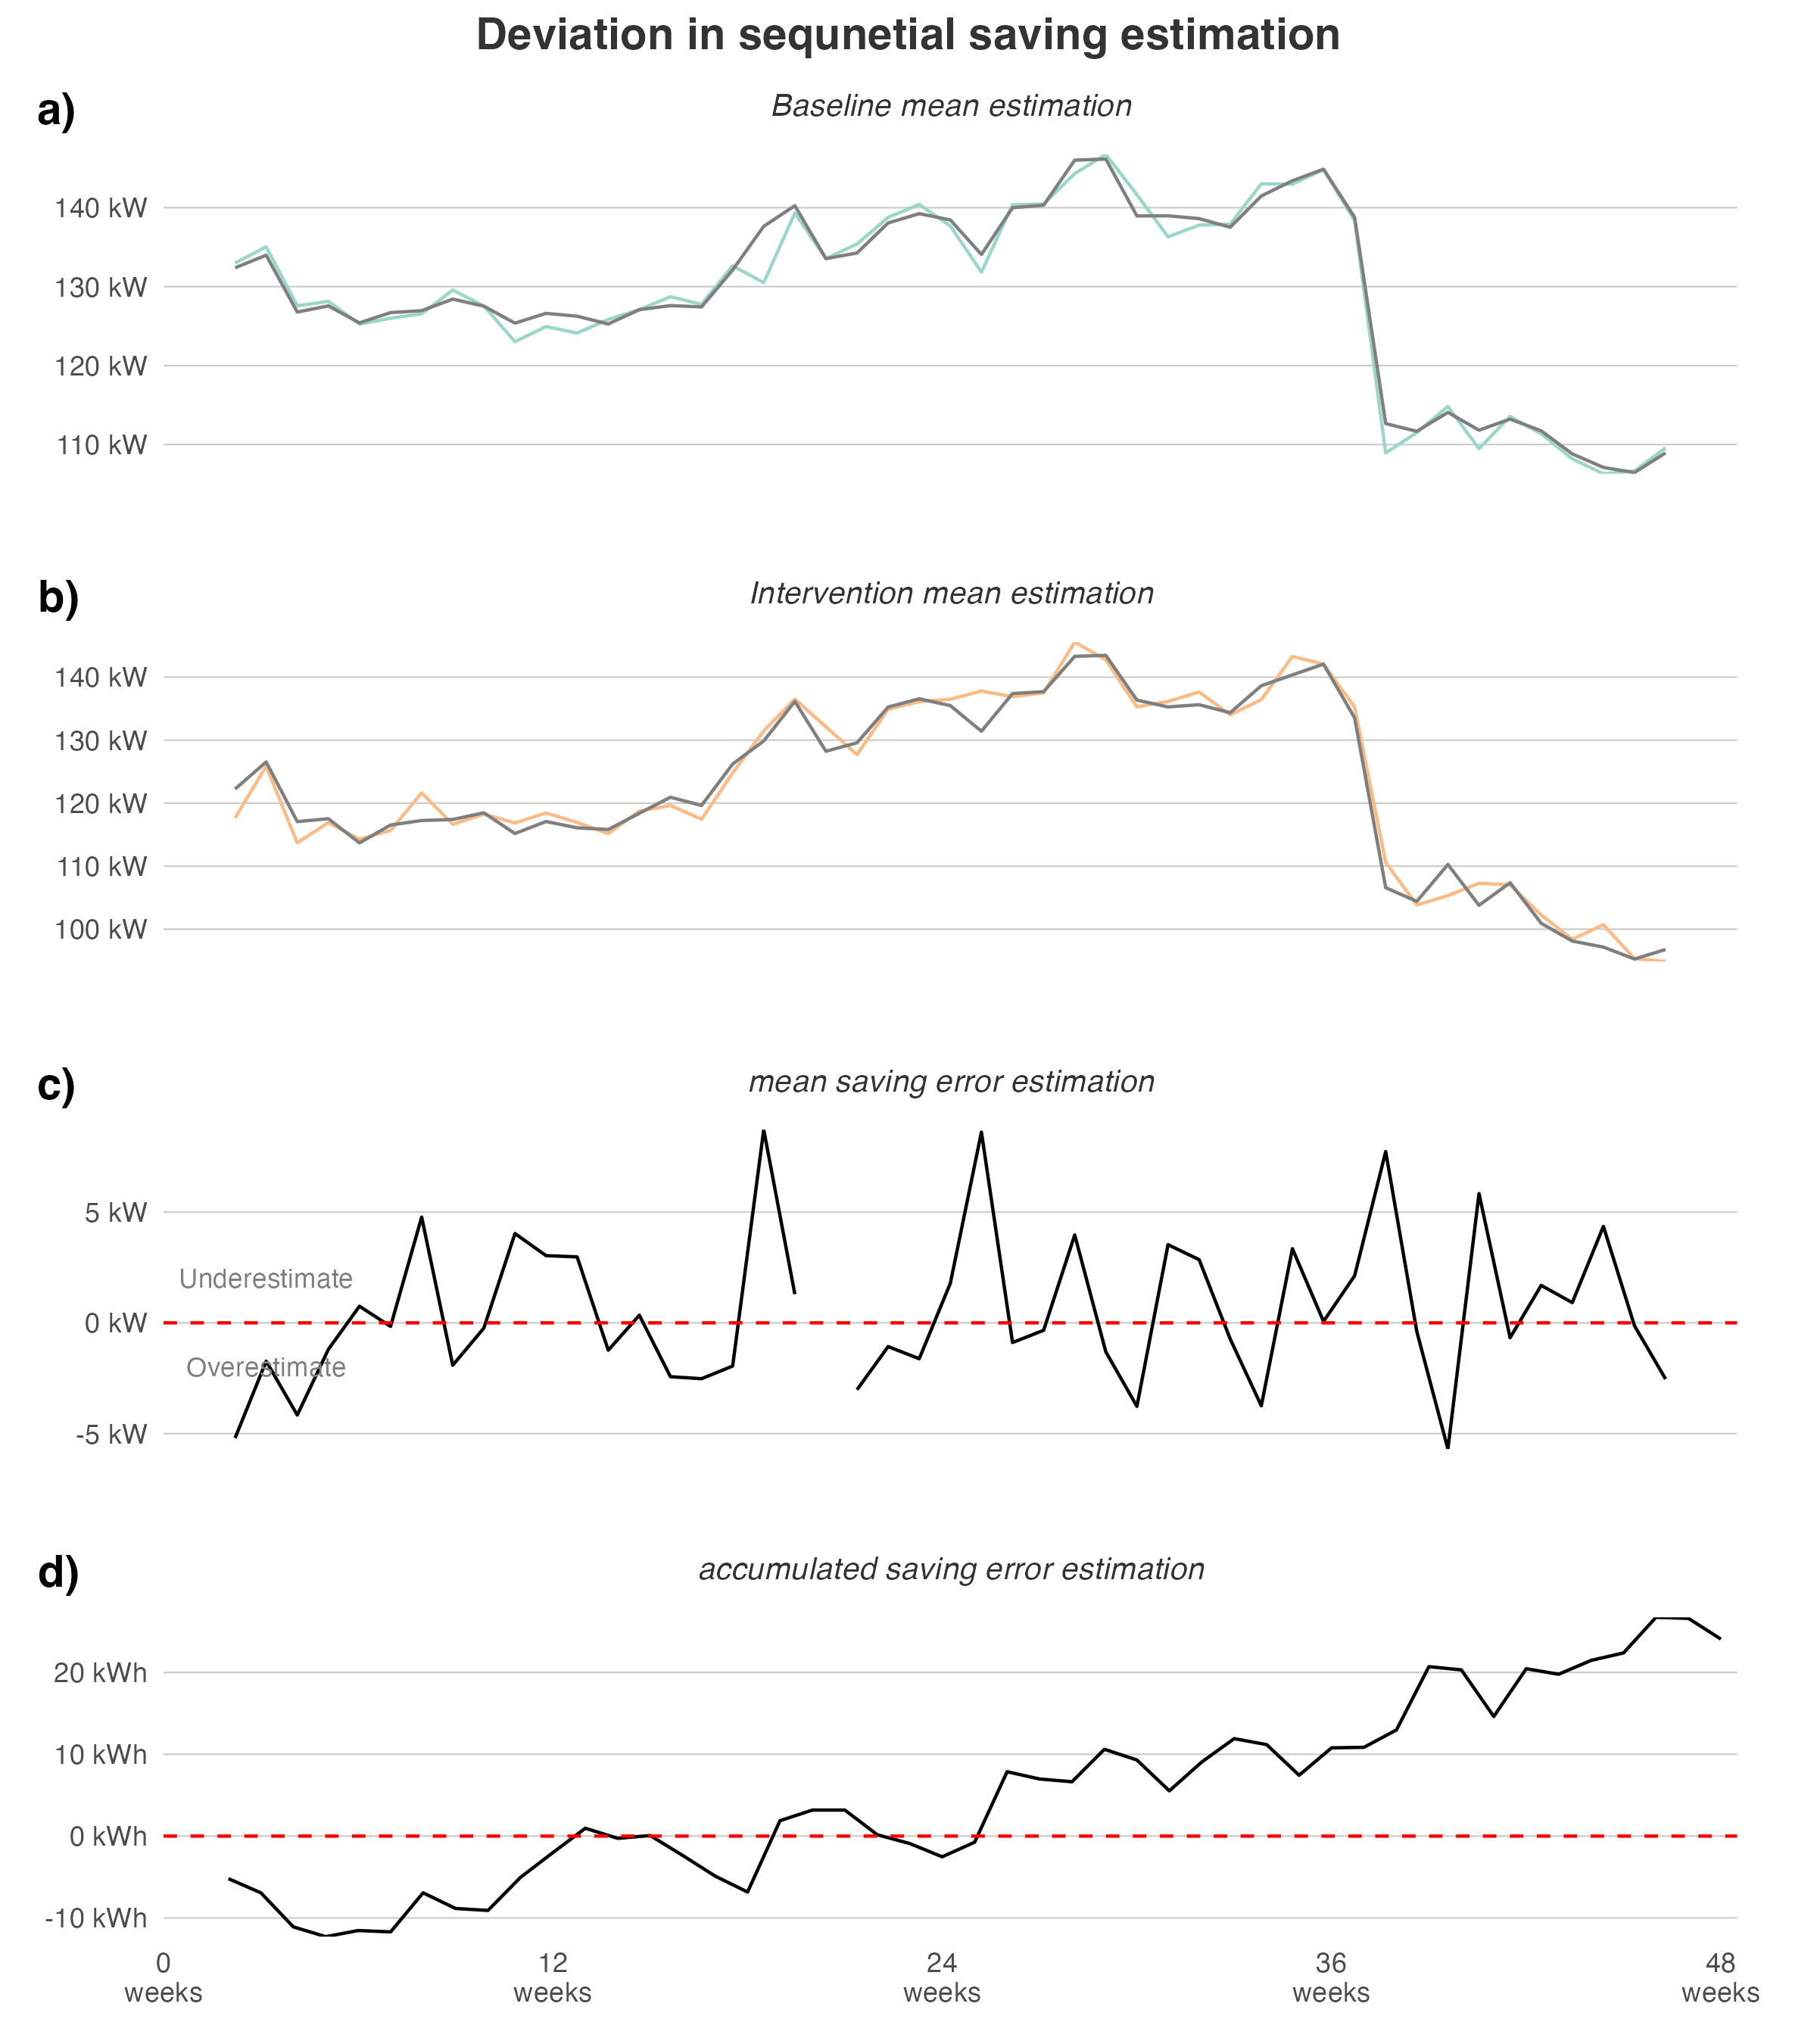 Deviation in sequnetial saving estimation
a)
Baseline mean estimation
140 kW
130 kW
120 kW
110 kW
b)
Intervention mean estimation
140 kW
130 kW
120 kW
110 kW
100 kW
c)
mean saving error estimation
5 kW
Underestimate
0 kW
Overestimate
-5 kW
d)
accumulated saving error estimation
20 kWh
10 kWh
0 kWh
-10 kWh
0 12 24 36 48
weeks weeks weeks weeks weeks